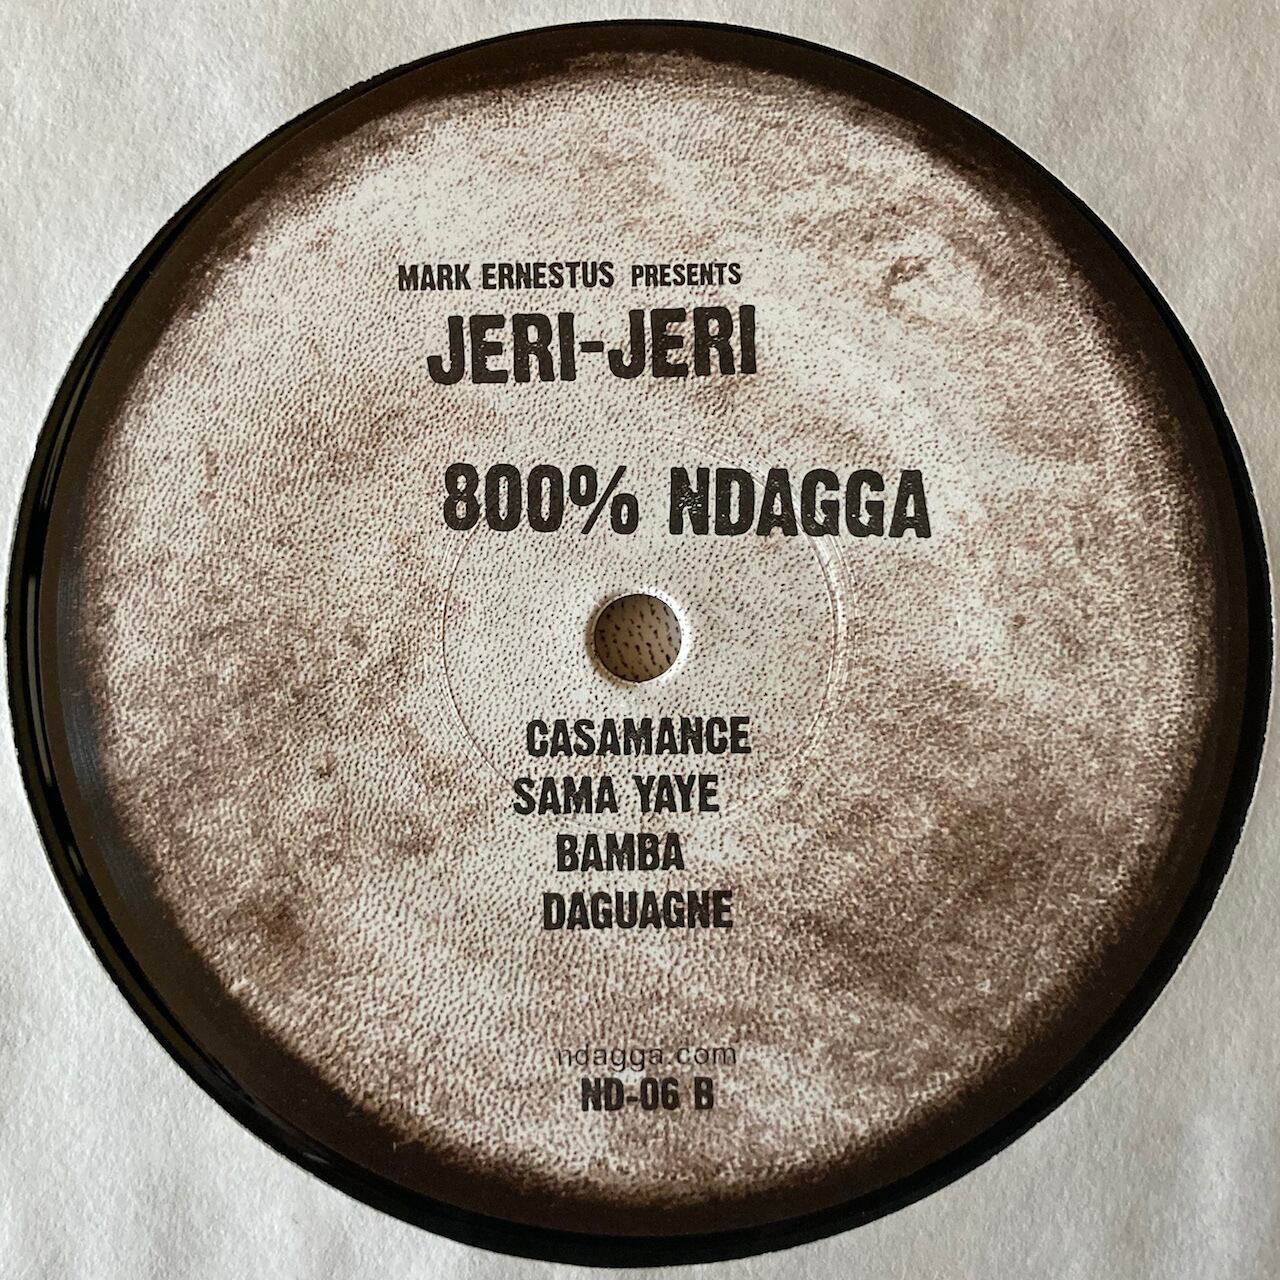 MARK ERNESTUS PRESENTS
JERI-JERI
800% NDAGGA
CASAMANCE
SAMA YAYE
BAMBA
DAGUAGNE
ndagga.com
ND-06 B